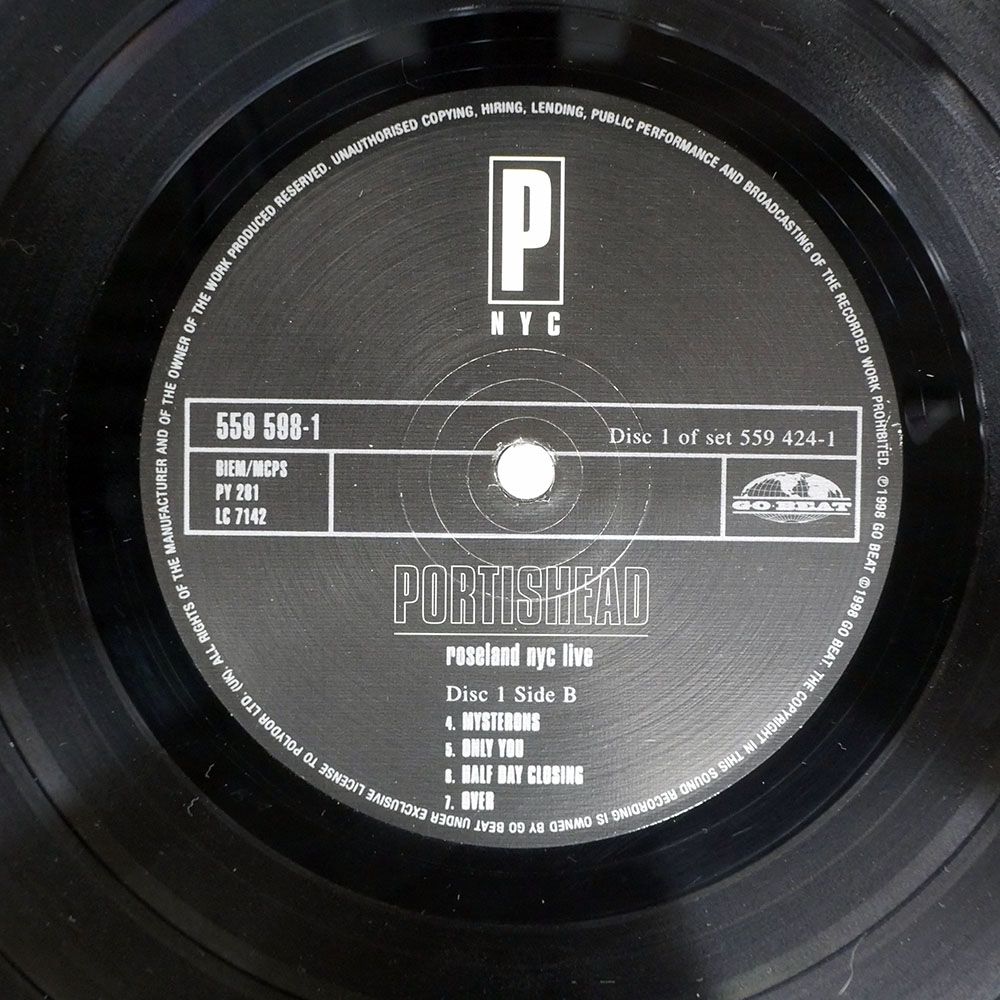 P
NYC
559 598-1
Disc 1 of set 559 424-1
BIEM/MCPS
PY 281
LC 7142
GO·BEAT
PORTISHEAD
roseland nyc live
Disc 1 Side B
4. MYSTERONS
5. ONLY YOU
6. HALF DAY CLOSING
7. OVER
ALL RIGHTS OF THE MANUFACTURER AND OF THE OWNER OF THE WORK PRODUCED RESERVED. UNAUTHORISED COPYING, HIRING, LENDING, PUBLIC PERFORMANCE AND BROADCASTING OF THE RECORDED WORK PROHIBITED. ℗ 1998 GO BEAT © 1998 GO BEAT. THE COPYRIGHT IN THIS SOUND RECORDING IS OWNED BY GO BEAT UNDER EXCLUSIVE LICENSE TO POLYDOR LTD. (UK).